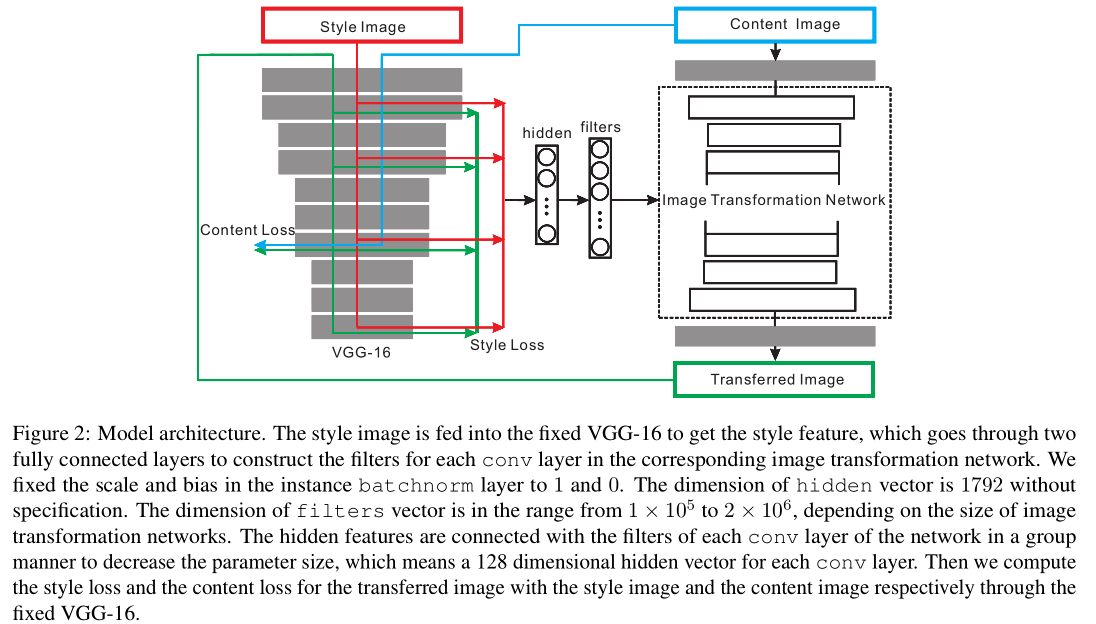 Style Image
Content Image
hidden
filters
Content Loss
Image Transformation Network
Style Loss
VGG-16
Transferred Image
Figure 2: Model architecture. The style image is fed into the fixed VGG-16 to get the style feature, which goes through two
fully connected layers to construct the filters for each conv layer in the corresponding image transformation network. We
fixed the scale and bias in the instance batchnorm layer to 1 and 0. The dimension of hidden vector is 1792 without
specification. The dimension of filters vector is in the range from 1 × 10⁵ to 2 × 10⁶, depending on the size of image
transformation networks. The hidden features are connected with the filters of each conv layer of the network in a group
manner to decrease the parameter size, which means a 128 dimensional hidden vector for each conv layer. Then we compute
the style loss and the content loss for the transferred image with the style image and the content image respectively through the
fixed VGG-16.